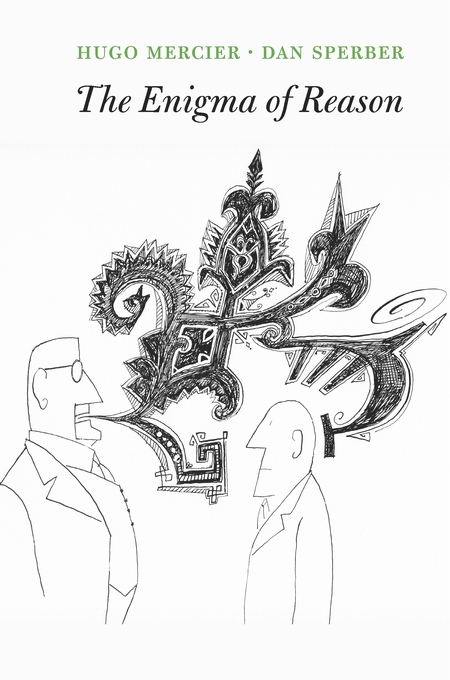 HUGO MERCIER · DAN SPERBER
The Enigma of Reason